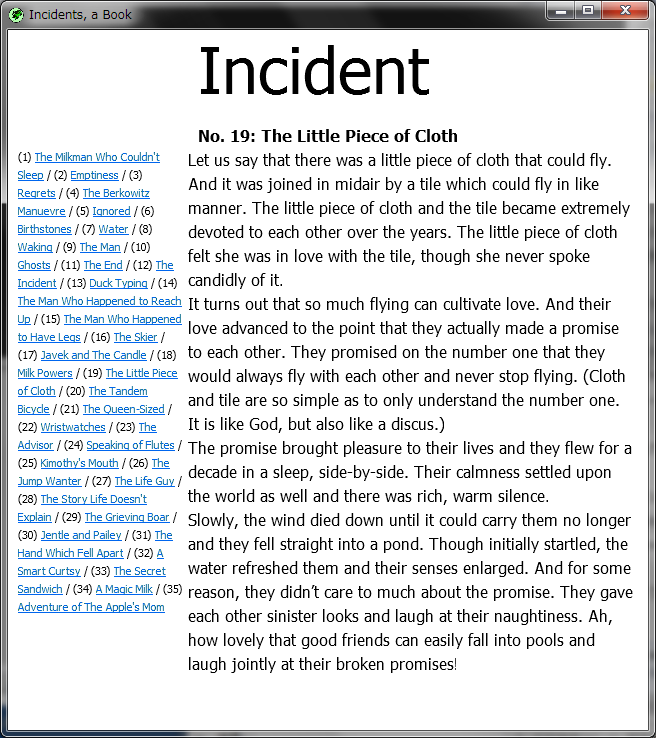 Incidents, a Book
Incident
No. 19: The Little Piece of Cloth
(1) The Milkman Who Couldn't
Sleep / (2) Emptiness / (3)
Regrets / (4) The Berkowitz
Manuevre / (5) Ignored / (6)
Birthstones / (7) Water / (8)
Waking / (9) The Man / (10)
Ghosts / (11) The End / (12) The
Incident / (13) Duck Typing / (14)
The Man Who Happened to Reach
Up / (15) The Man Who Happened
to Have Legs / (16) The Skier /
(17) Javek and The Candle / (18)
Milk Powers / (19) The Little Piece
of Cloth / (20) The Tandem
Bicycle / (21) The Queen-Sized /
(22) Wristwatches / (23) The
Advisor / (24) Speaking of Flutes /
(25) Kimothy's Mouth / (26) The
Jump Wanter / (27) The Life Guy /
(28) The Story Life Doesn't
Explain / (29) The Grieving Boar /
(30) Jentle and Pailey / (31) The
Hand Which Fell Apart / (32) A
Smart Curtsy / (33) The Secret
Sandwich / (34) A Magic Milk / (35)
Adventure of The Apple's Mom
Let us say that there was a little piece of cloth that could fly.
And it was joined in midair by a tile which could fly in like
manner. The little piece of cloth and the tile became extremely
devoted to each other over the years. The little piece of cloth
felt she was in love with the tile, though she never spoke
candidly of it.
It turns out that so much flying can cultivate love. And their
love advanced to the point that they actually made a promise
to each other. They promised on the number one that they
would always fly with each other and never stop flying. (Cloth
and tile are so simple as to only understand the number one.
It is like God, but also like a discus.)
The promise brought pleasure to their lives and they flew for a
decade in a sleep, side-by-side. Their calmness settled upon
the world as well and there was rich, warm silence.
Slowly, the wind died down until it could carry them no longer
and they fell straight into a pond. Though initially startled, the
water refreshed them and their senses enlarged. And for some
reason, they didn’t care to much about the promise. They gave
each other sinister looks and laugh at their naughtiness. Ah,
how lovely that good friends can easily fall into pools and
laugh jointly at their broken promises!